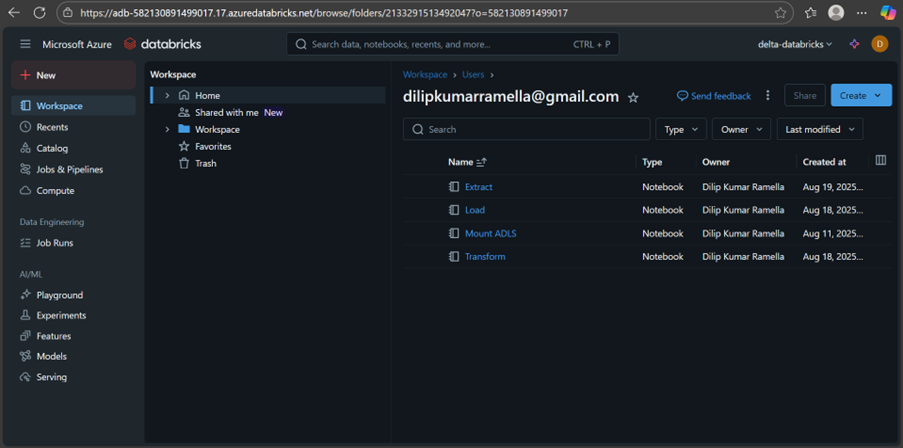 https://adb-582130891499017.17.azuredatabricks.net/browse/folders/2133291513492047?o=582130891499017
Microsoft Azure databricks
Search data, notebooks, recents, and more... CTRL + P
delta-databricks
D
New
Workspace
Recents
Catalog
Jobs & Pipelines
Compute
Data Engineering
Job Runs
AI/ML
Playground
Experiments
Features
Models
Serving
Workspace
Home
Shared with me New
Workspace
Favorites
Trash
Workspace > Users >
dilipkumarramella@gmail.com
Send feedback
Share
Create
Search
Type
Owner
Last modified
Name Type Owner Created at
Extract Notebook Dilip Kumar Ramella Aug 19, 2025...
Load Notebook Dilip Kumar Ramella Aug 18, 2025...
Mount ADLS Notebook Dilip Kumar Ramella Aug 11, 2025...
Transform Notebook Dilip Kumar Ramella Aug 18, 2025...